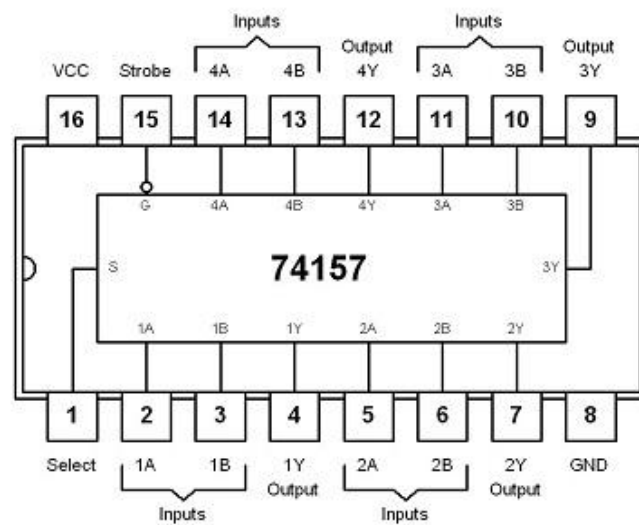 Inputs Inputs
Output Output
VCC Strobe 4A 4B 4Y 3A 3B 3Y
16 15 14 13 12 11 10 9
G 4A 4B 4Y 3A 3B
S 74157 3Y
1A 1B 1Y 2A 2B 2Y
1 2 3 4 5 6 7 8
Select 1A 1B 1Y 2A 2B 2Y GND
Output Output
Inputs Inputs